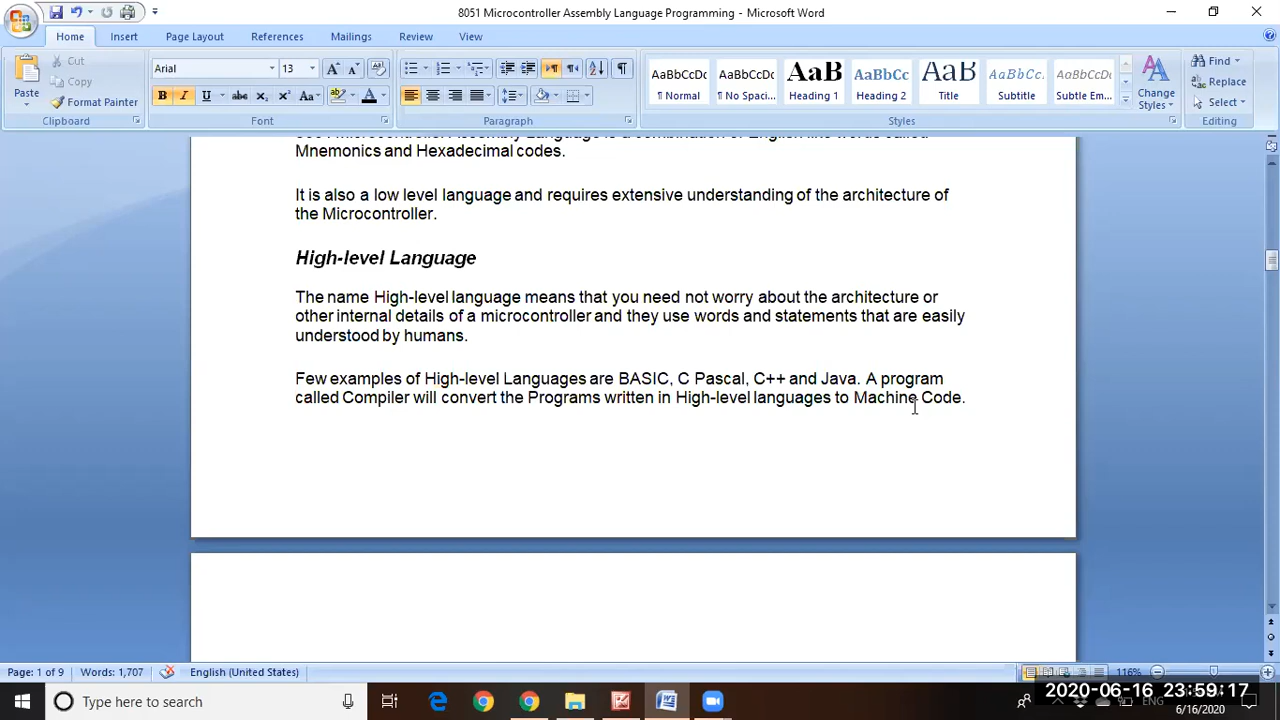 8051 Microcontroller Assembly Language Programming - Microsoft Word
Home Insert Page Layout References Mailings Review View
Paste
Cut
Copy
Format Painter
Clipboard
Arial 13
B I U abc x₂ x² Aa
A
Font
Paragraph
AaBbCcDc AaBbCcDc AaB AaBbCc AaB AaBbCc AaBbCcDc
¶ Normal ¶ No Spaci... Heading 1 Heading 2 Title Subtitle Subtle Em...
Change Styles
Styles
Find
Replace
Select
Editing
Mnemonics and Hexadecimal codes.
It is also a low level language and requires extensive understanding of the architecture of
the Microcontroller.
High-level Language
The name High-level language means that you need not worry about the architecture or
other internal details of a microcontroller and they use words and statements that are easily
understood by humans.
Few examples of High-level Languages are BASIC, C Pascal, C++ and Java. A program
called Compiler will convert the Programs written in High-level languages to Machine Code.
Page: 1 of 9 Words: 1,707 English (United States) 116%
Type here to search
ENG
2020-06-16 23:59:17
6/16/2020